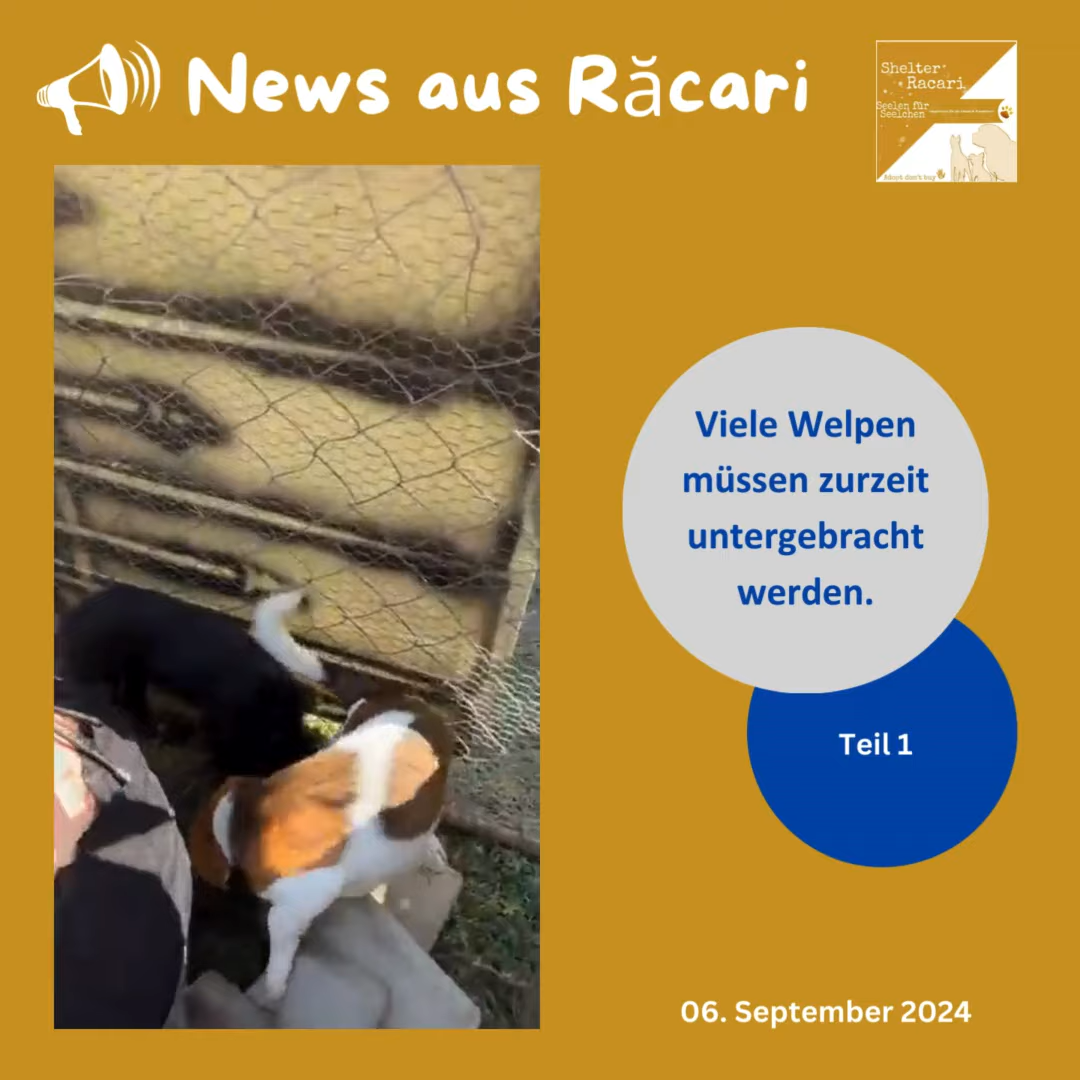 News aus Răcari
Shelter
Racari
Seelen für
Seelchen
Adopt don't buy
Viele Welpen
müssen zurzeit
untergebracht
werden.
Teil 1
06. September 2024